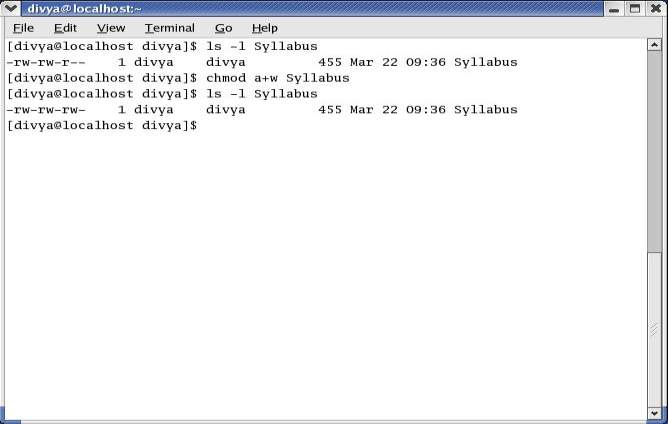 divya@localhost:~
File Edit View Terminal Go Help
[divya@localhost divya]$ ls -l Syllabus
-rw-rw-r-- 1 divya divya 455 Mar 22 09:36 Syllabus
[divya@localhost divya]$ chmod a+w Syllabus
[divya@localhost divya]$ ls -l Syllabus
-rw-rw-rw- 1 divya divya 455 Mar 22 09:36 Syllabus
[divya@localhost divya]$